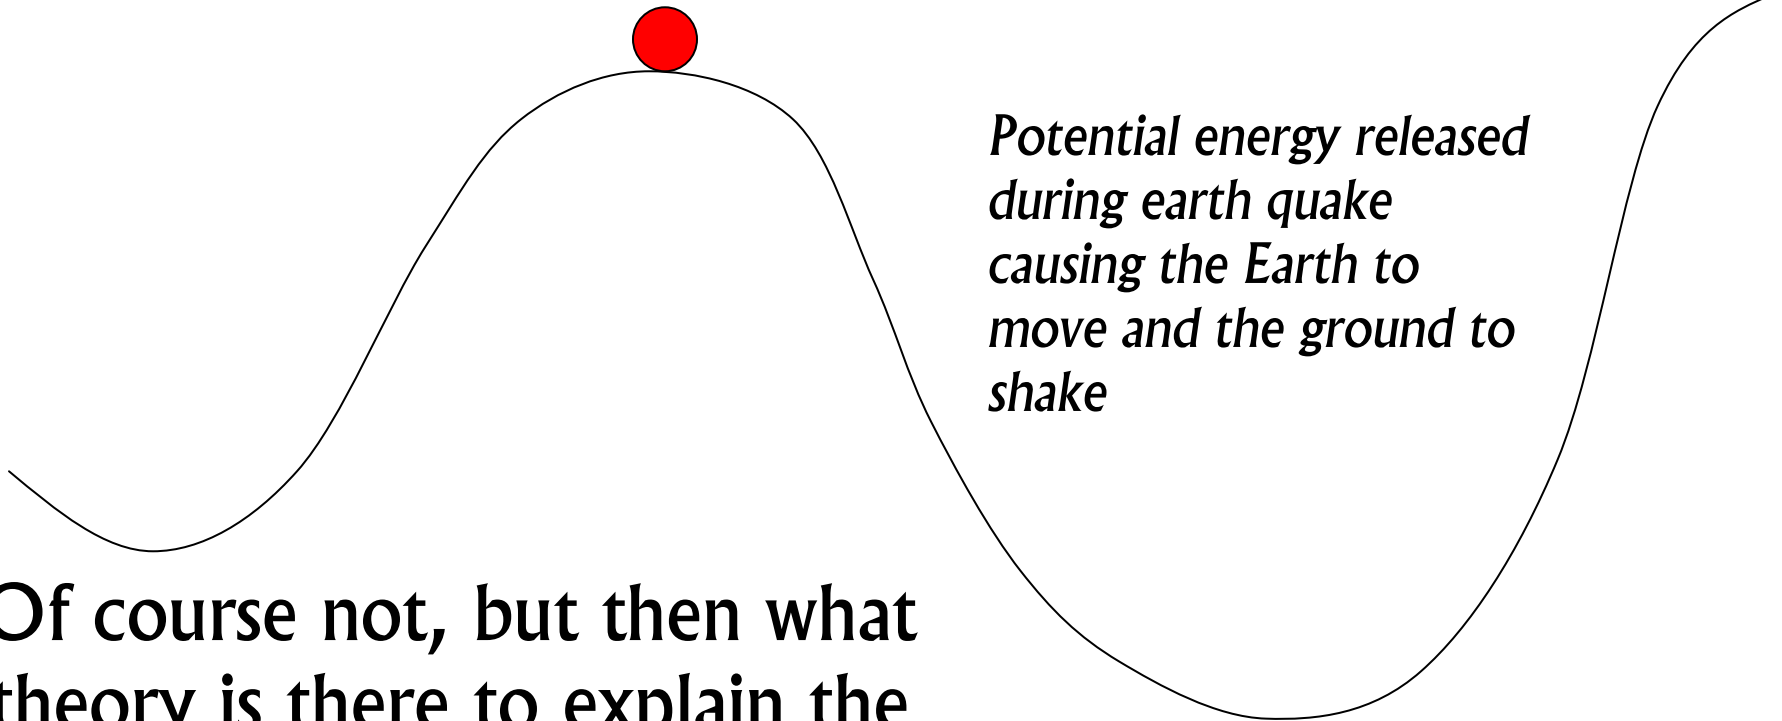 Potential energy released
during earth quake
causing the Earth to
move and the ground to
shake
Of course not, but then what
theory is there to explain the